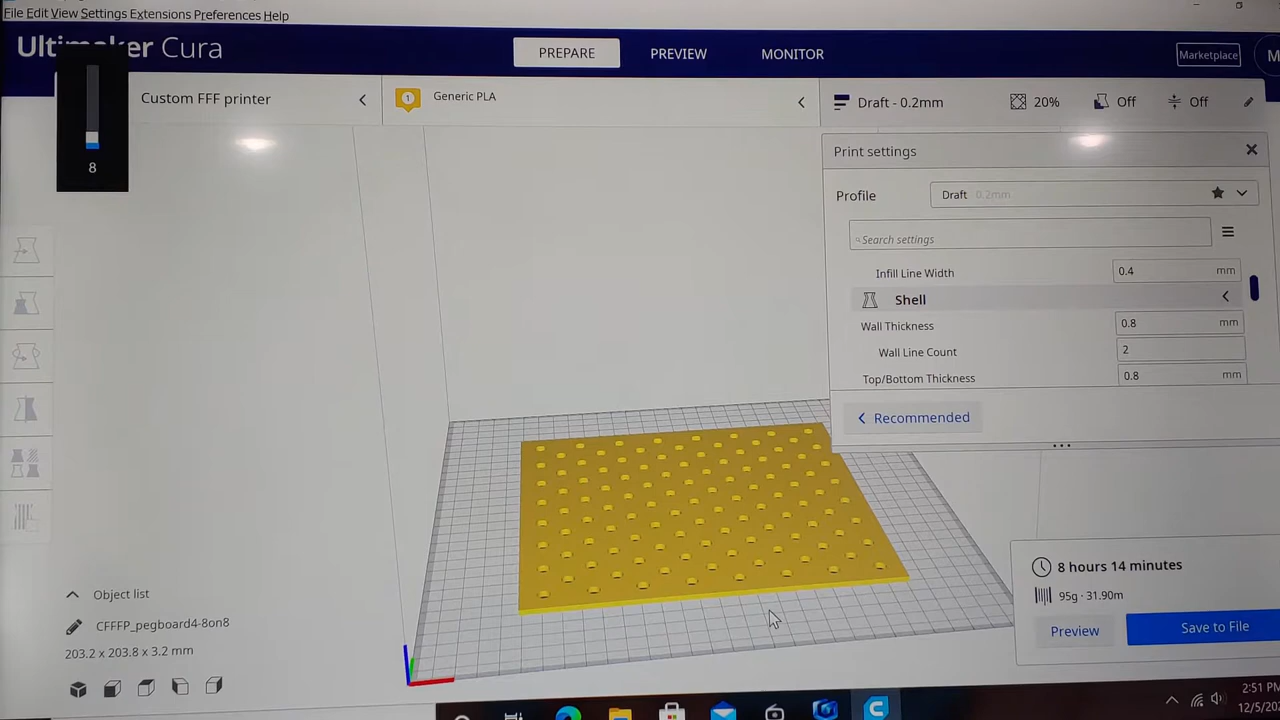 File Edit View Settings Extensions Preferences Help
Ultimaker Cura
PREPARE
PREVIEW
MONITOR
Marketplace
M
8
Custom FFF printer
1
Generic PLA
Draft - 0.2mm
20%
Off
Off
Print settings
Profile
Draft 0.2mm
Search settings
Infill Line Width
0.4 mm
Shell
Wall Thickness
0.8 mm
Wall Line Count
2
Top/Bottom Thickness
0.8 mm
Recommended
8 hours 14 minutes
95g · 31.90m
Preview
Save to File
Object list
CFFFP_pegboard4-8on8
203.2 x 203.8 x 3.2 mm
2:51 PM